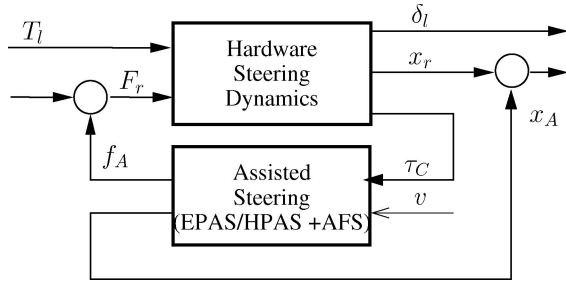 T_l
δ_l
Hardware
Steering
Dynamics
x_r
F_r
x_A
f_A
τ_C
Assisted
Steering
(EPAS/HPAS +AFS)
v